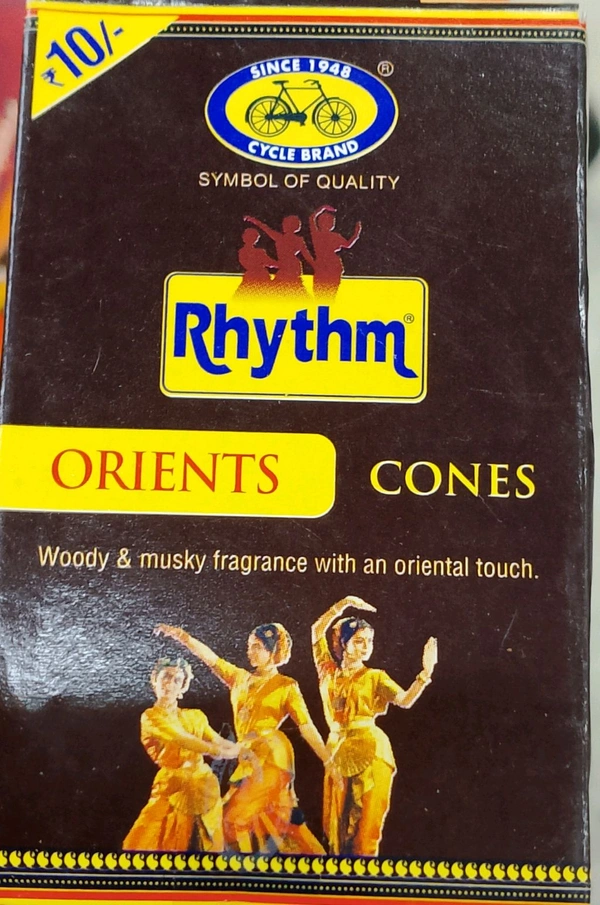 ₹10/-
SINCE 1948
®
CYCLE BRAND
SYMBOL OF QUALITY
Rhythm®
ORIENTS CONES
Woody & musky fragrance with an oriental touch.